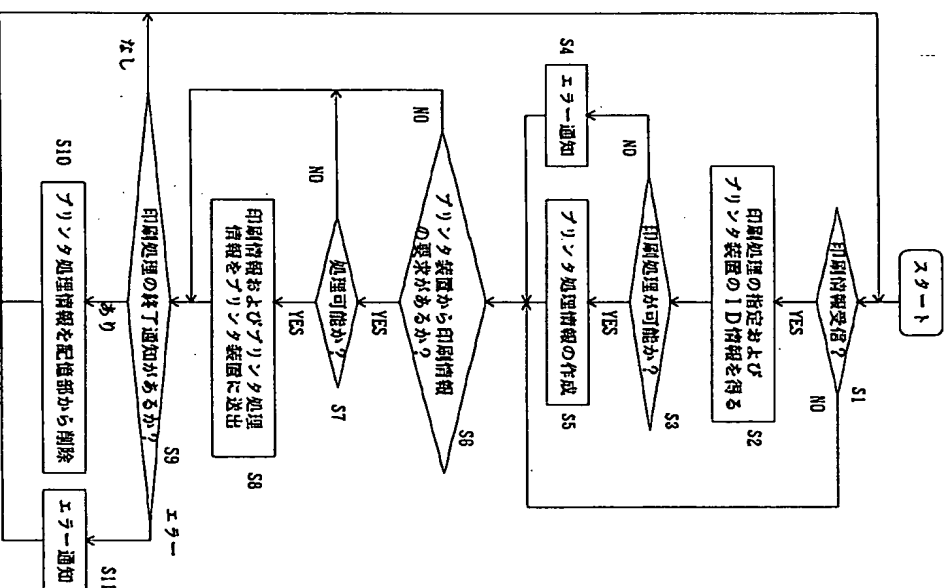 スタート
印刷情報受信?
S1
NO
YES
印刷処理の指定および
プリンタ装置のID情報を得る
S2
印刷処理が可能か?
S3
NO
YES
S4
エラー通知
プリンタ処理情報の作成
S5
プリンタ装置から印刷情報
の要求があるか?
S6
NO
YES
処理可能か?
S7
NO
YES
印刷情報およびプリンタ処理
情報をプリンタ装置に送出
S8
印刷処理の終了通知があるか?
S9
なし
あり
エラー
S10
プリンタ処理情報を記憶部から削除
エラー通知
S11